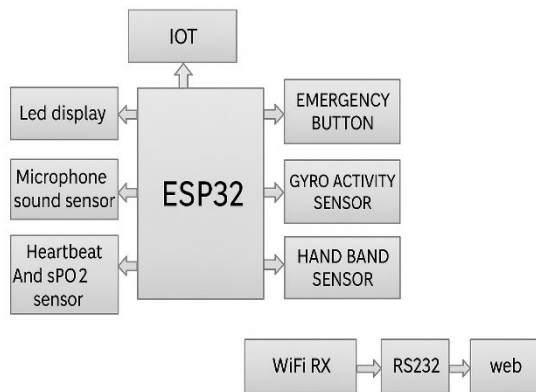 IOT
Led display
Microphone
sound sensor
Heartbeat
And sPO2
sensor
ESP32
EMERGENCY
BUTTON
GYRO ACTIVITY
SENSOR
HAND BAND
SENSOR
WiFi RX
RS232
web